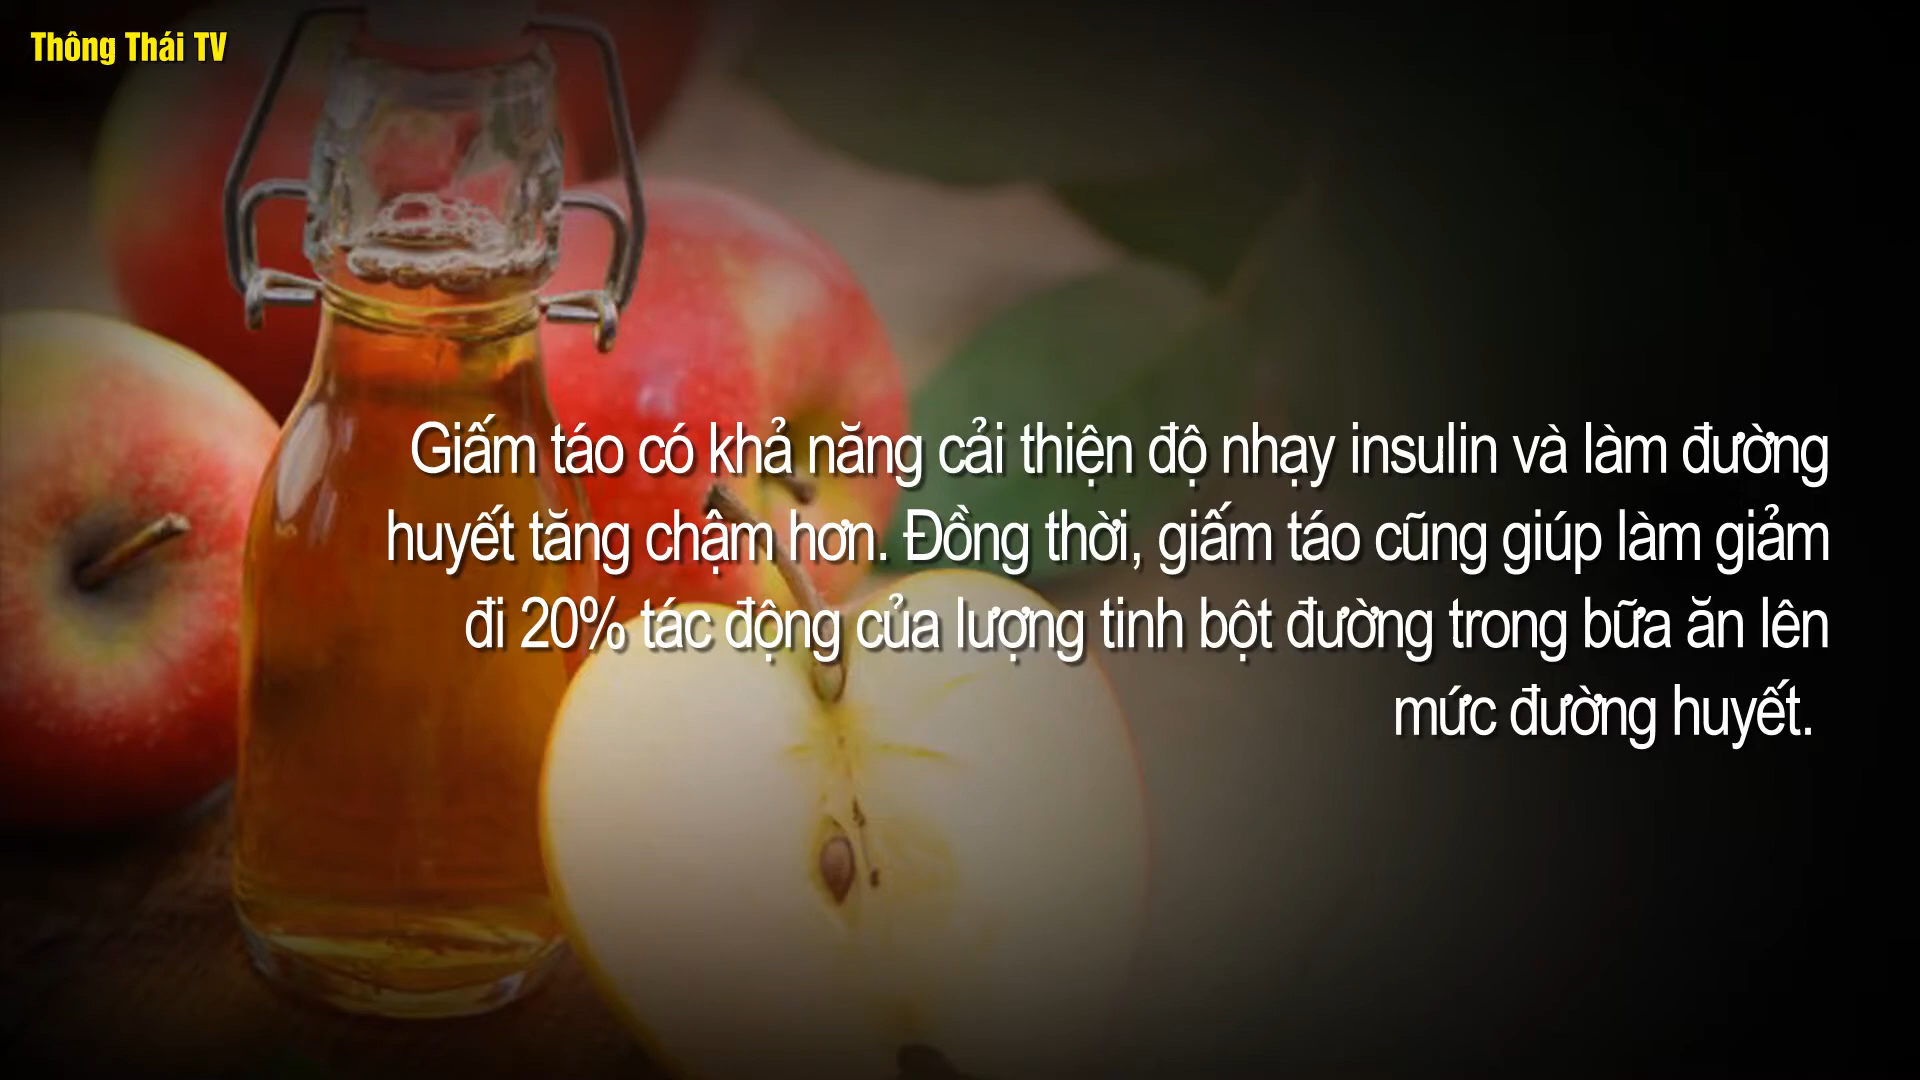 Thông Thái TV
Giấm táo có khả năng cải thiện độ nhạy insulin và làm đường
huyết tăng chậm hơn. Đồng thời, giấm táo cũng giúp làm giảm
đi 20% tác động của lượng tinh bột đường trong bữa ăn lên
mức đường huyết.